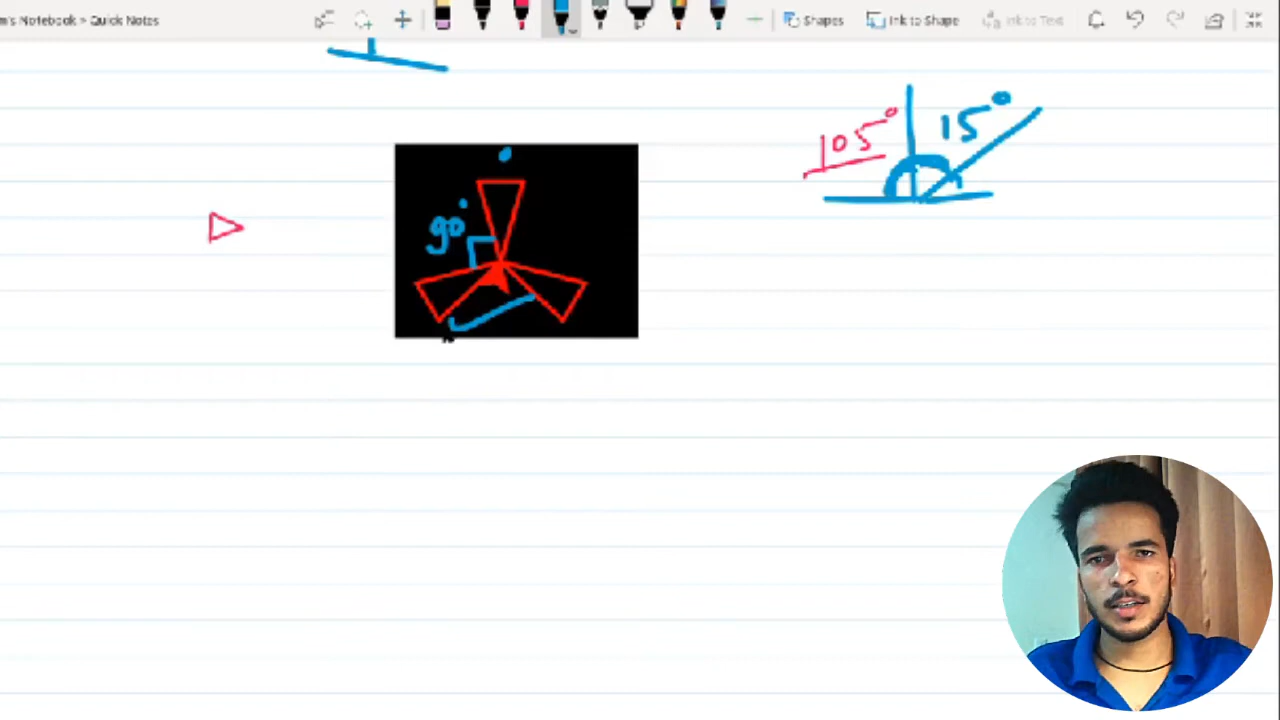 m's Notebook > Quick Notes
Shapes
Ink to Shape
Ink to Text
105°
15°
90°